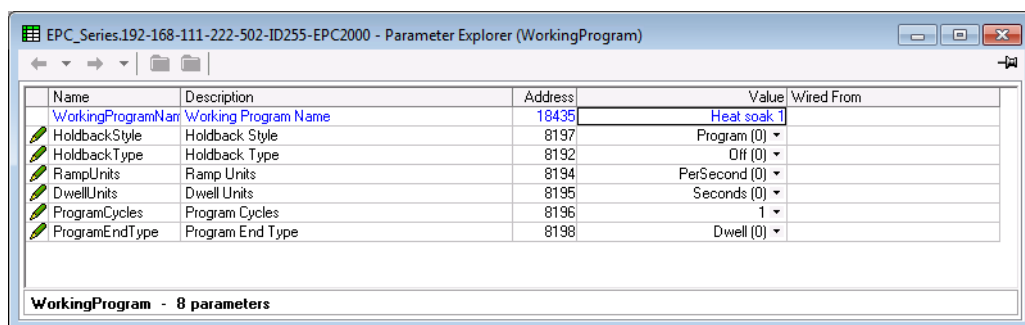 EPC_Series.192-168-111-222-502-ID255-EPC2000 - Parameter Explorer (WorkingProgram)
Name Description Address Value Wired From
WorkingProgramNam Working Program Name 18435 Heat soak 1
HoldbackStyle Holdback Style 8197 Program (0)
HoldbackType Holdback Type 8192 Off (0)
RampUnits Ramp Units 8194 PerSecond (0)
DwellUnits Dwell Units 8195 Seconds (0)
ProgramCycles Program Cycles 8196 1
ProgramEndType Program End Type 8198 Dwell (0)
WorkingProgram - 8 parameters